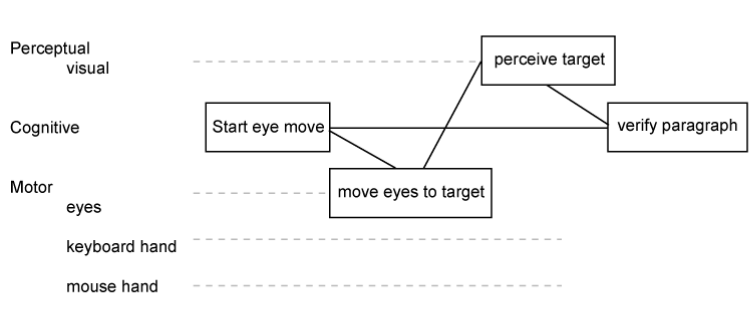 Perceptual
visual
perceive target
Cognitive
Start eye move
verify paragraph
Motor
eyes
move eyes to target
keyboard hand
mouse hand